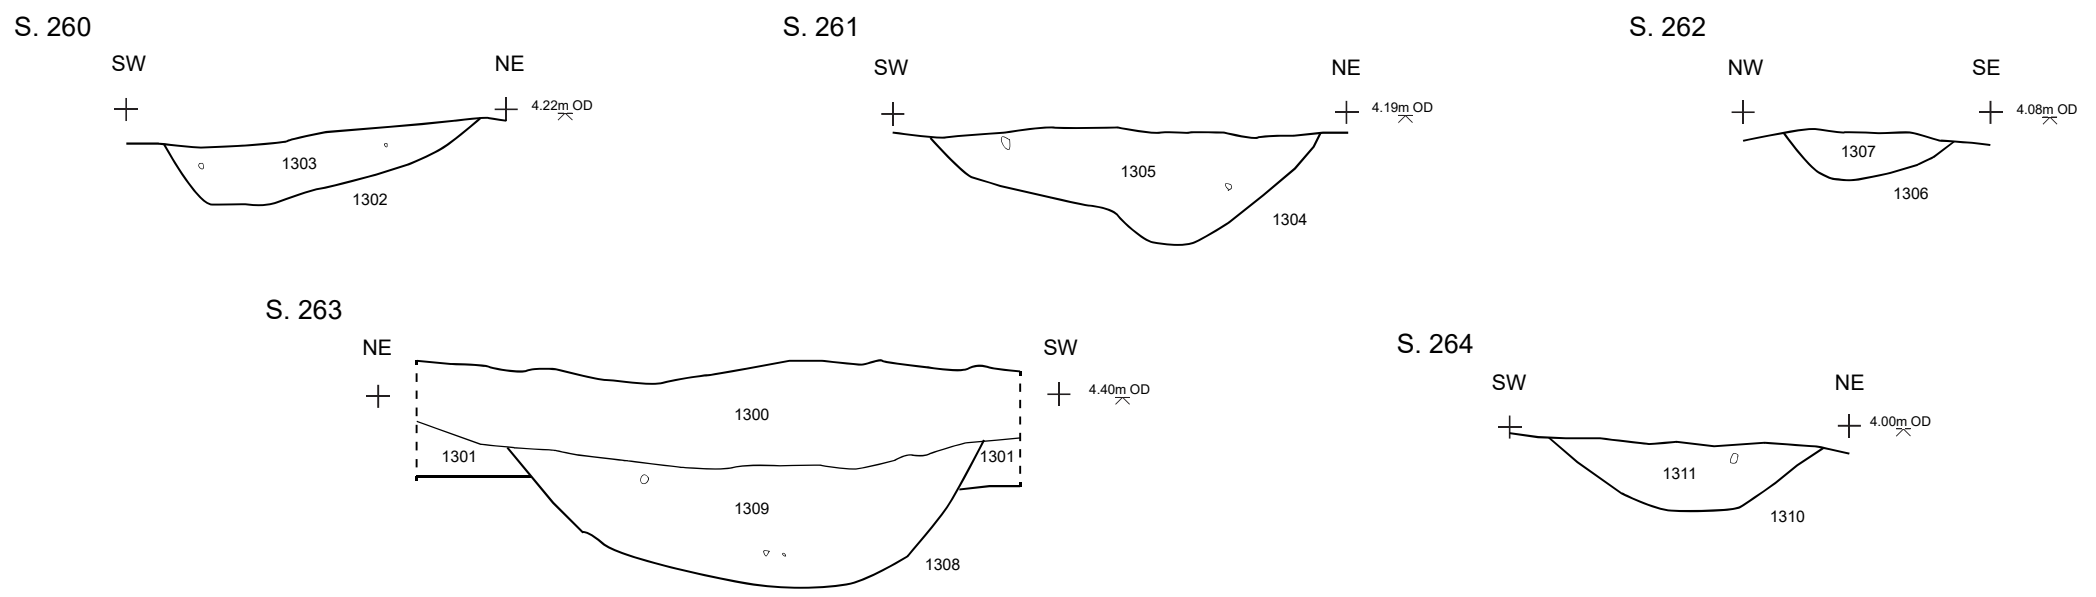 S. 260
SW NE
4.22m OD
1303
1302
S. 261
SW NE
4.19m OD
1305
1304
S. 262
NW SE
4.08m OD
1307
1306
S. 263
NE SW
4.40m OD
1300
1301 1301
1309
1308
S. 264
SW NE
4.00m OD
1311
1310